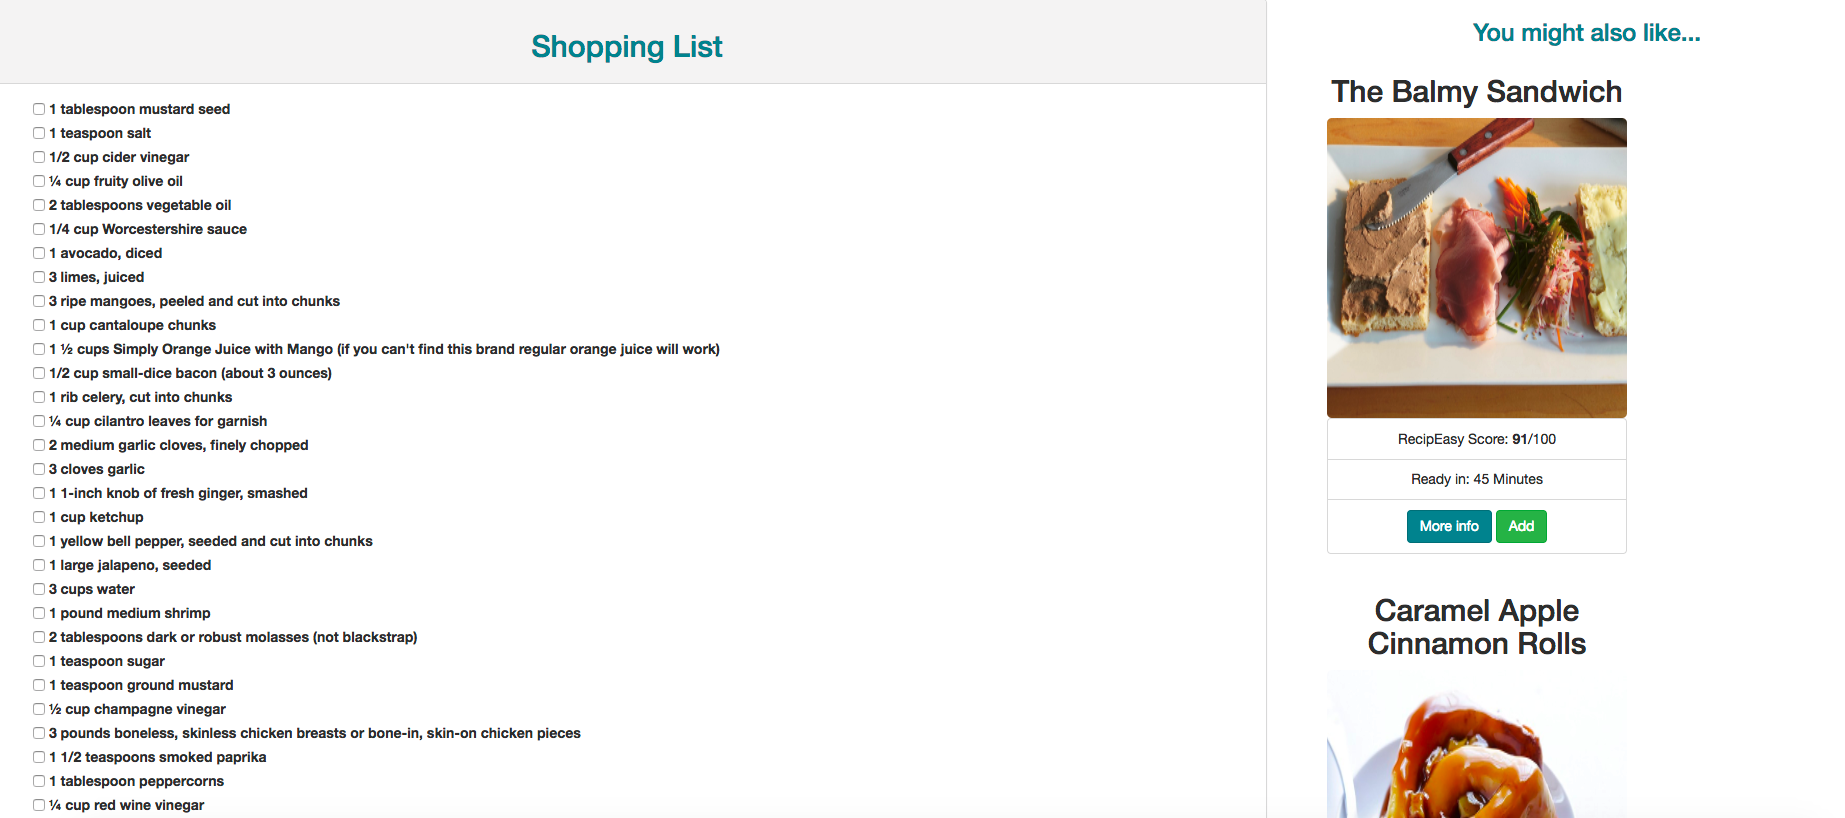 Shopping List
1 tablespoon mustard seed
1 teaspoon salt
1/2 cup cider vinegar
¼ cup fruity olive oil
2 tablespoons vegetable oil
1/4 cup Worcestershire sauce
1 avocado, diced
3 limes, juiced
3 ripe mangoes, peeled and cut into chunks
1 cup cantaloupe chunks
1 ½ cups Simply Orange Juice with Mango (if you can't find this brand regular orange juice will work)
1/2 cup small-dice bacon (about 3 ounces)
1 rib celery, cut into chunks
¼ cup cilantro leaves for garnish
2 medium garlic cloves, finely chopped
3 cloves garlic
1 1-inch knob of fresh ginger, smashed
1 cup ketchup
1 yellow bell pepper, seeded and cut into chunks
1 large jalapeno, seeded
3 cups water
1 pound medium shrimp
2 tablespoons dark or robust molasses (not blackstrap)
1 teaspoon sugar
1 teaspoon ground mustard
½ cup champagne vinegar
3 pounds boneless, skinless chicken breasts or bone-in, skin-on chicken pieces
1 1/2 teaspoons smoked paprika
1 tablespoon peppercorns
¼ cup red wine vinegar
You might also like...
The Balmy Sandwich
RecipEasy Score: 91/100
Ready in: 45 Minutes
More info Add
Caramel Apple
Cinnamon Rolls